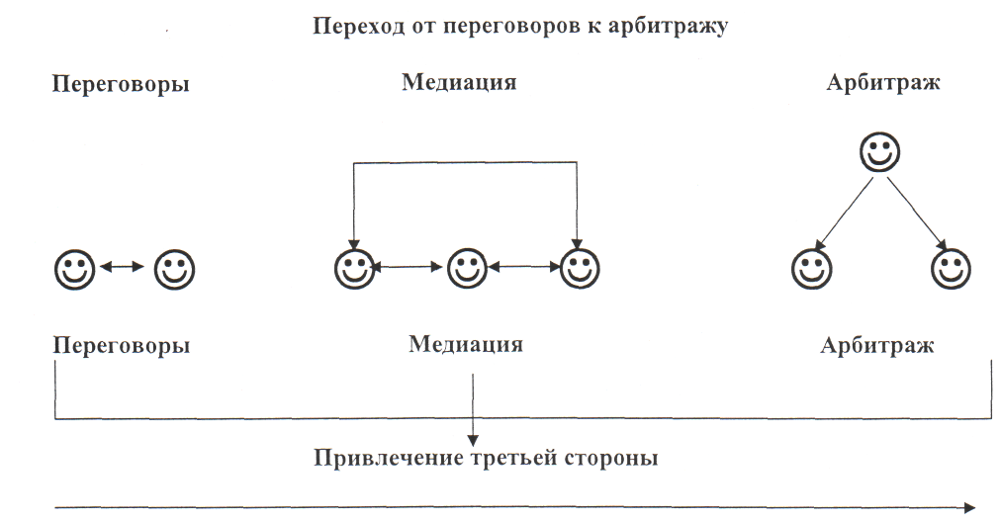 Переход от переговоров к арбитражу
Переговоры Медиация Арбитраж
Переговоры Медиация Арбитраж
Привлечение третьей стороны